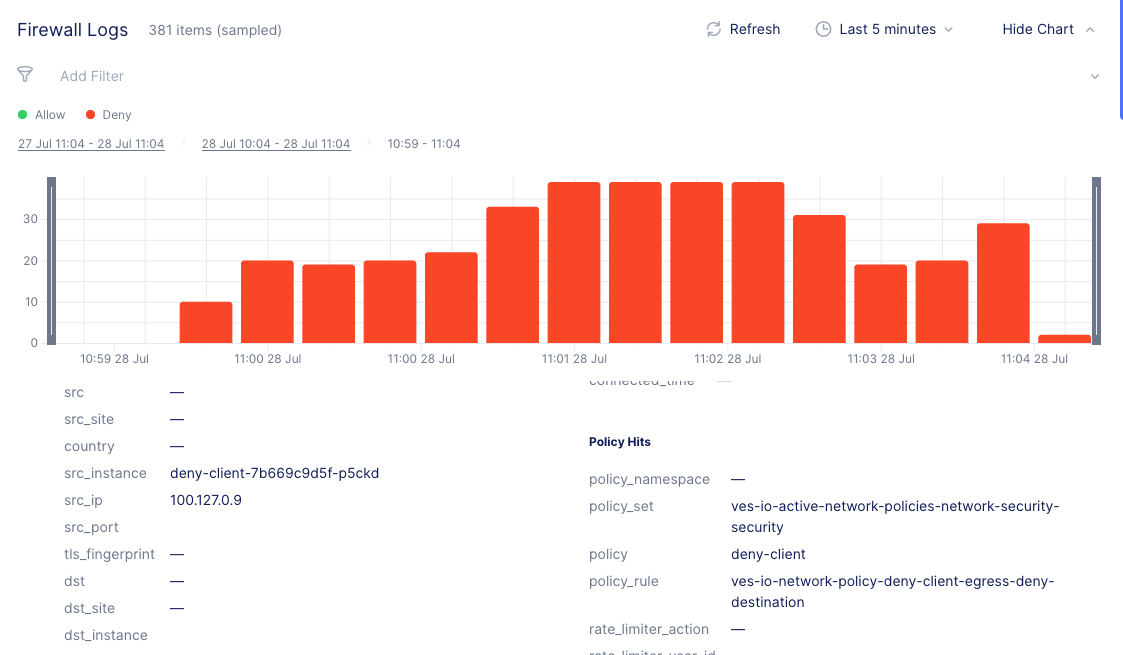 Firewall Logs 381 items (sampled) Refresh Last 5 minutes Hide Chart
Add Filter
Allow Deny
27 Jul 11:04 - 28 Jul 11:04 28 Jul 10:04 - 28 Jul 11:04 10:59 - 11:04
30
20
10
0
10:59 28 Jul 11:00 28 Jul 11:00 28 Jul 11:01 28 Jul 11:02 28 Jul 11:03 28 Jul 11:04 28 Jul
src —
src_site —
country —
src_instance deny-client-7b669c9d5f-p5ckd
src_ip 100.127.0.9
src_port
tls_fingerprint —
dst —
dst_site —
dst_instance
connected_time —
Policy Hits
policy_namespace —
policy_set ves-io-active-network-policies-network-security-
security
policy deny-client
policy_rule ves-io-network-policy-deny-client-egress-deny-
destination
rate_limiter_action —
rate_limiter_user_id